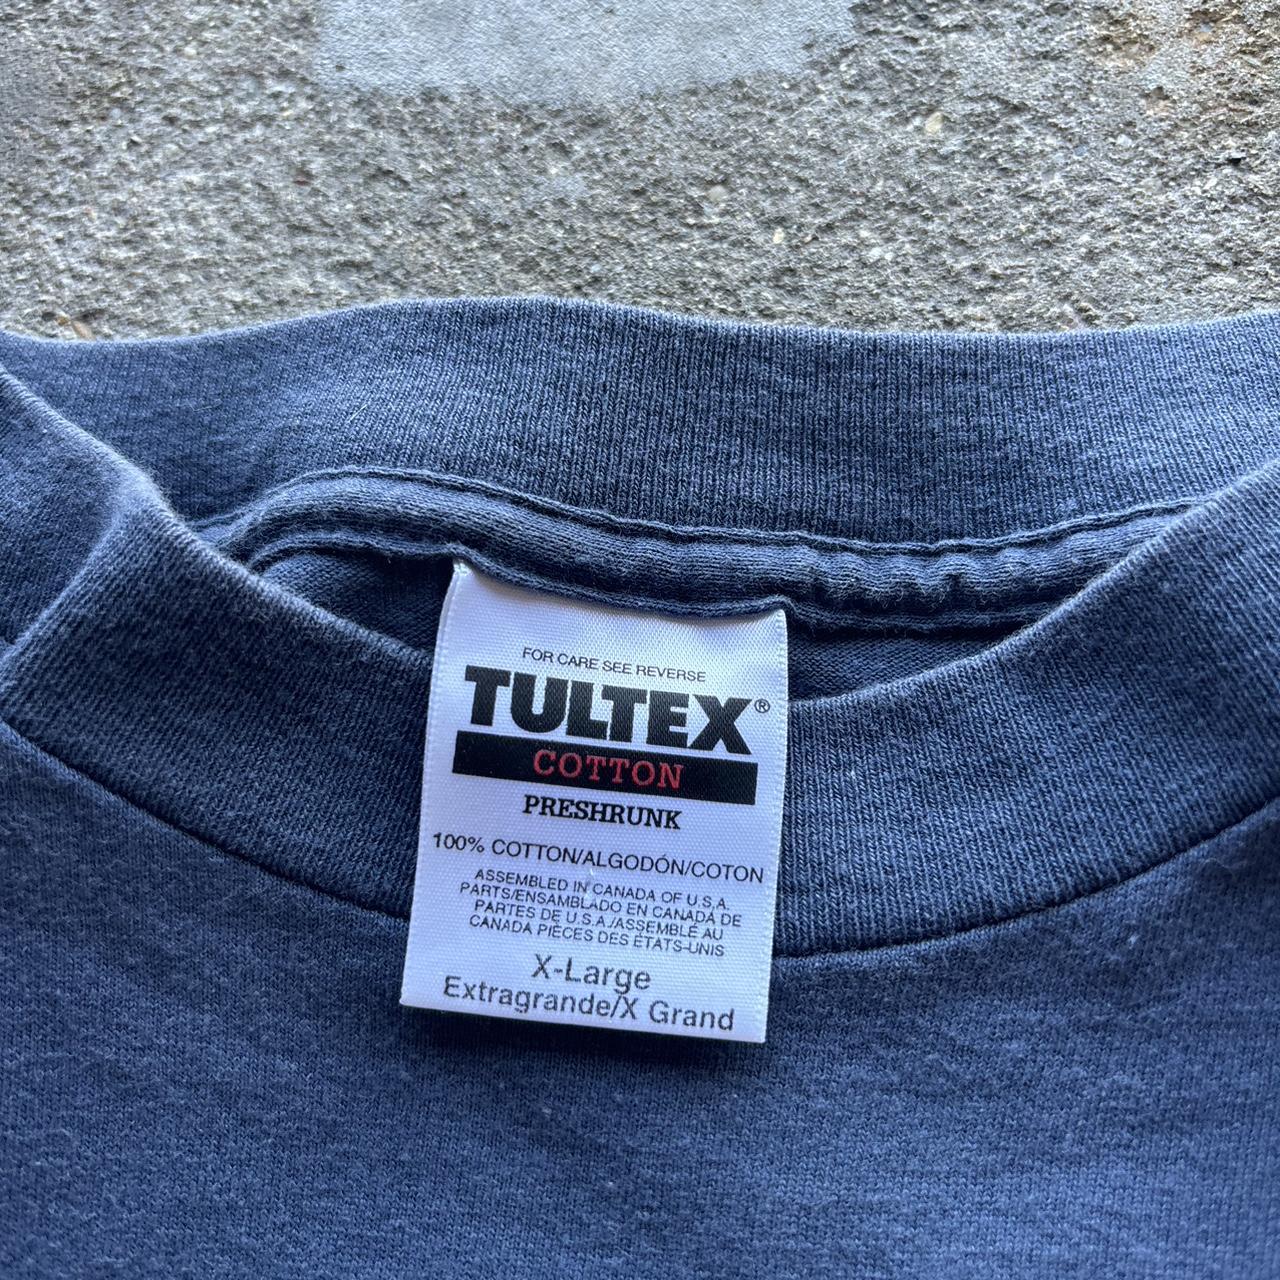 FOR CARE SEE REVERSE
TULTEX®
COTTON
PRESHRUNK
100% COTTON/ALGODÓN/COTON
ASSEMBLED IN CANADA OF U.S.A.
PARTS/ENSAMBLADO EN CANADA DE
PARTES DE U.S.A./ASSEMBLÉ AU
CANADA PIÈCES DES ÉTATS-UNIS
X-Large
Extragrande/X Grand